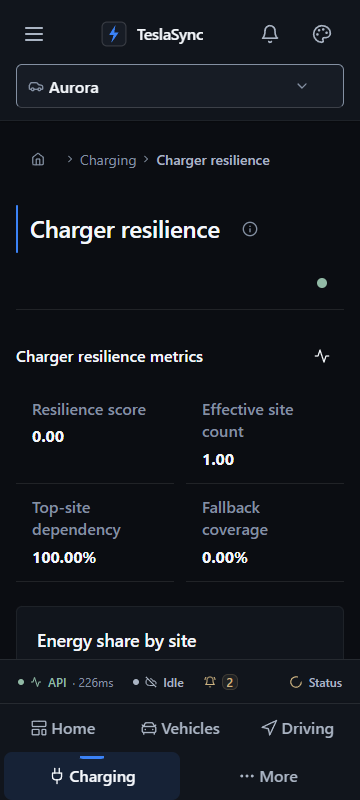 TeslaSync
Aurora
Charging
Charger resilience
Charger resilience
Charger resilience metrics
Resilience score
0.00
Effective site
count
1.00
Top-site
dependency
100.00%
Fallback
coverage
0.00%
Energy share by site
API · 226ms
Idle
2
Status
Home
Vehicles
Driving
Charging
More